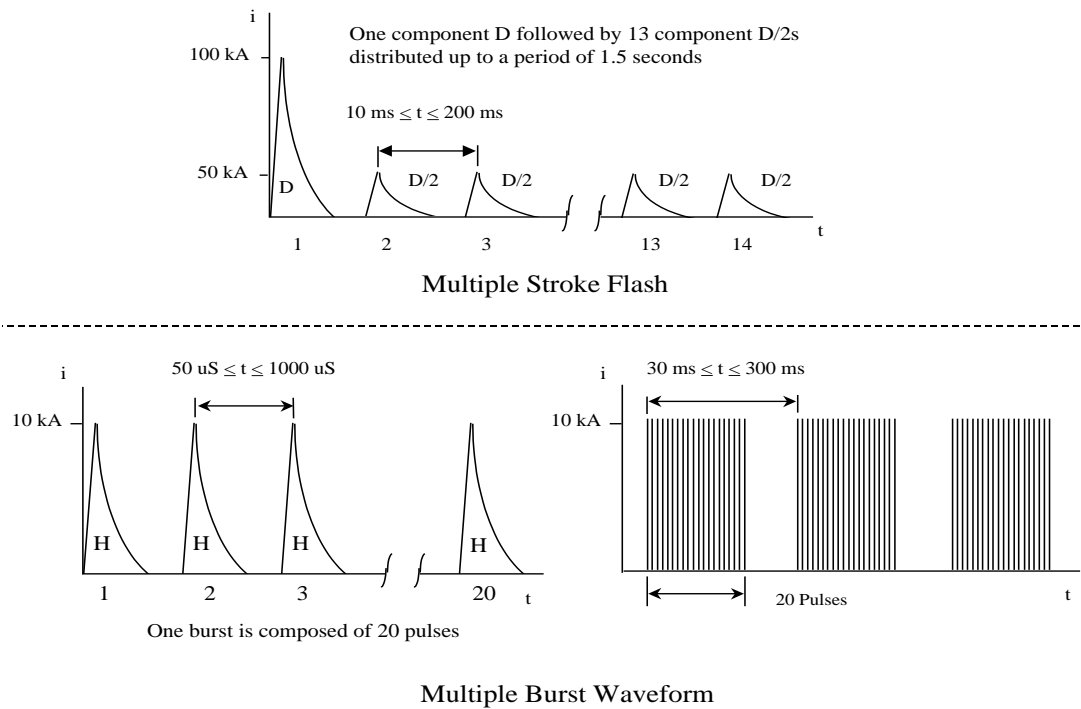 i
One component D followed by 13 component D/2s
distributed up to a period of 1.5 seconds
100 kA
10 ms ≤ t ≤ 200 ms
50 kA
D
D/2
D/2
D/2
D/2
t
1
2
3
13
14
Multiple Stroke Flash
50 uS ≤ t ≤ 1000 uS
i
10 kA
H
H
H
H
1
2
3
20
t
One burst is composed of 20 pulses
30 ms ≤ t ≤ 300 ms
i
10 kA
20 Pulses
t
Multiple Burst Waveform